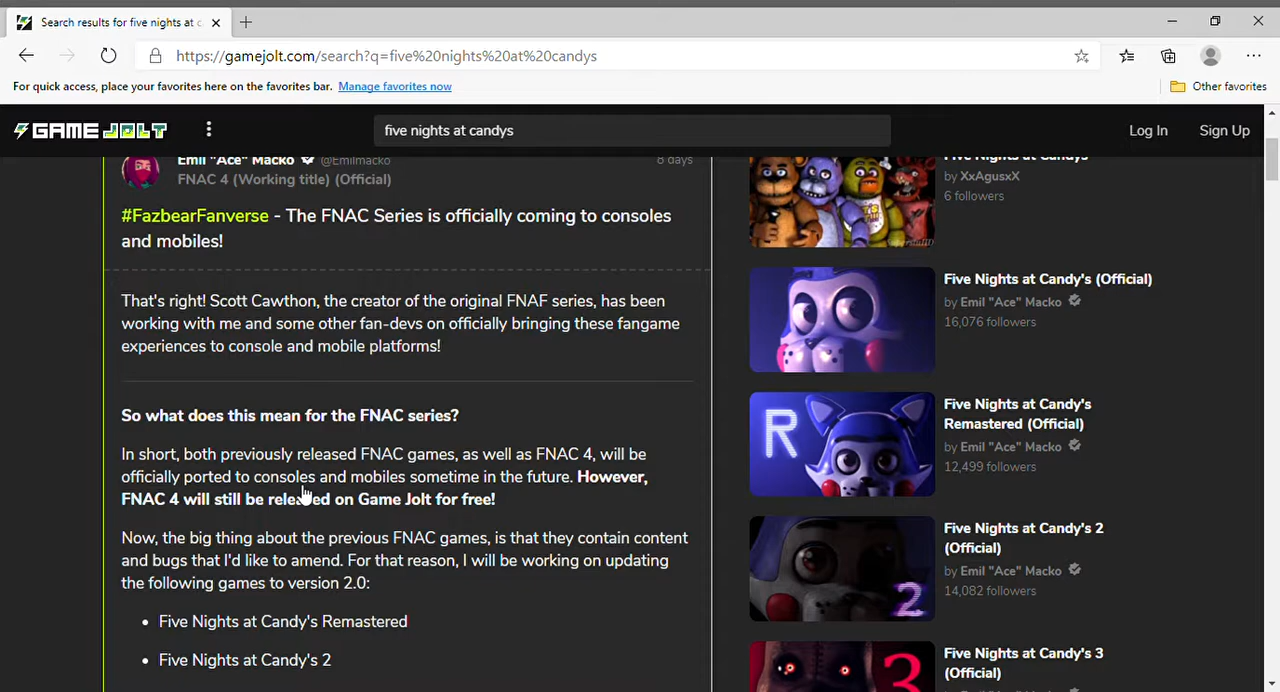 Search results for five nights at c
https://gamejolt.com/search?q=five%20nights%20at%20candys
For quick access, place your favorites here on the favorites bar. Manage favorites now
Other favorites
GAME JOLT
five nights at candys
Log In
Sign Up
Emil "Ace" Macko @Emilmacko
8 days
FNAC 4 (Working title) (Official)
#FazbearFanverse - The FNAC Series is officially coming to consoles
and mobiles!
That's right! Scott Cawthon, the creator of the original FNAF series, has been
working with me and some other fan-devs on officially bringing these fangame
experiences to console and mobile platforms!
So what does this mean for the FNAC series?
In short, both previously released FNAC games, as well as FNAC 4, will be
officially ported to consoles and mobiles sometime in the future. However,
FNAC 4 will still be released on Game Jolt for free!
Now, the big thing about the previous FNAC games, is that they contain content
and bugs that I'd like to amend. For that reason, I will be working on updating
the following games to version 2.0:
• Five Nights at Candy's Remastered
• Five Nights at Candy's 2
Five Nights at Candys
by XxAgusxX
6 followers
Five Nights at Candy's (Official)
by Emil "Ace" Macko
16,076 followers
R
Five Nights at Candy's
Remastered (Official)
by Emil "Ace" Macko
12,499 followers
2
Five Nights at Candy's 2
(Official)
by Emil "Ace" Macko
14,082 followers
3
Five Nights at Candy's 3
(Official)